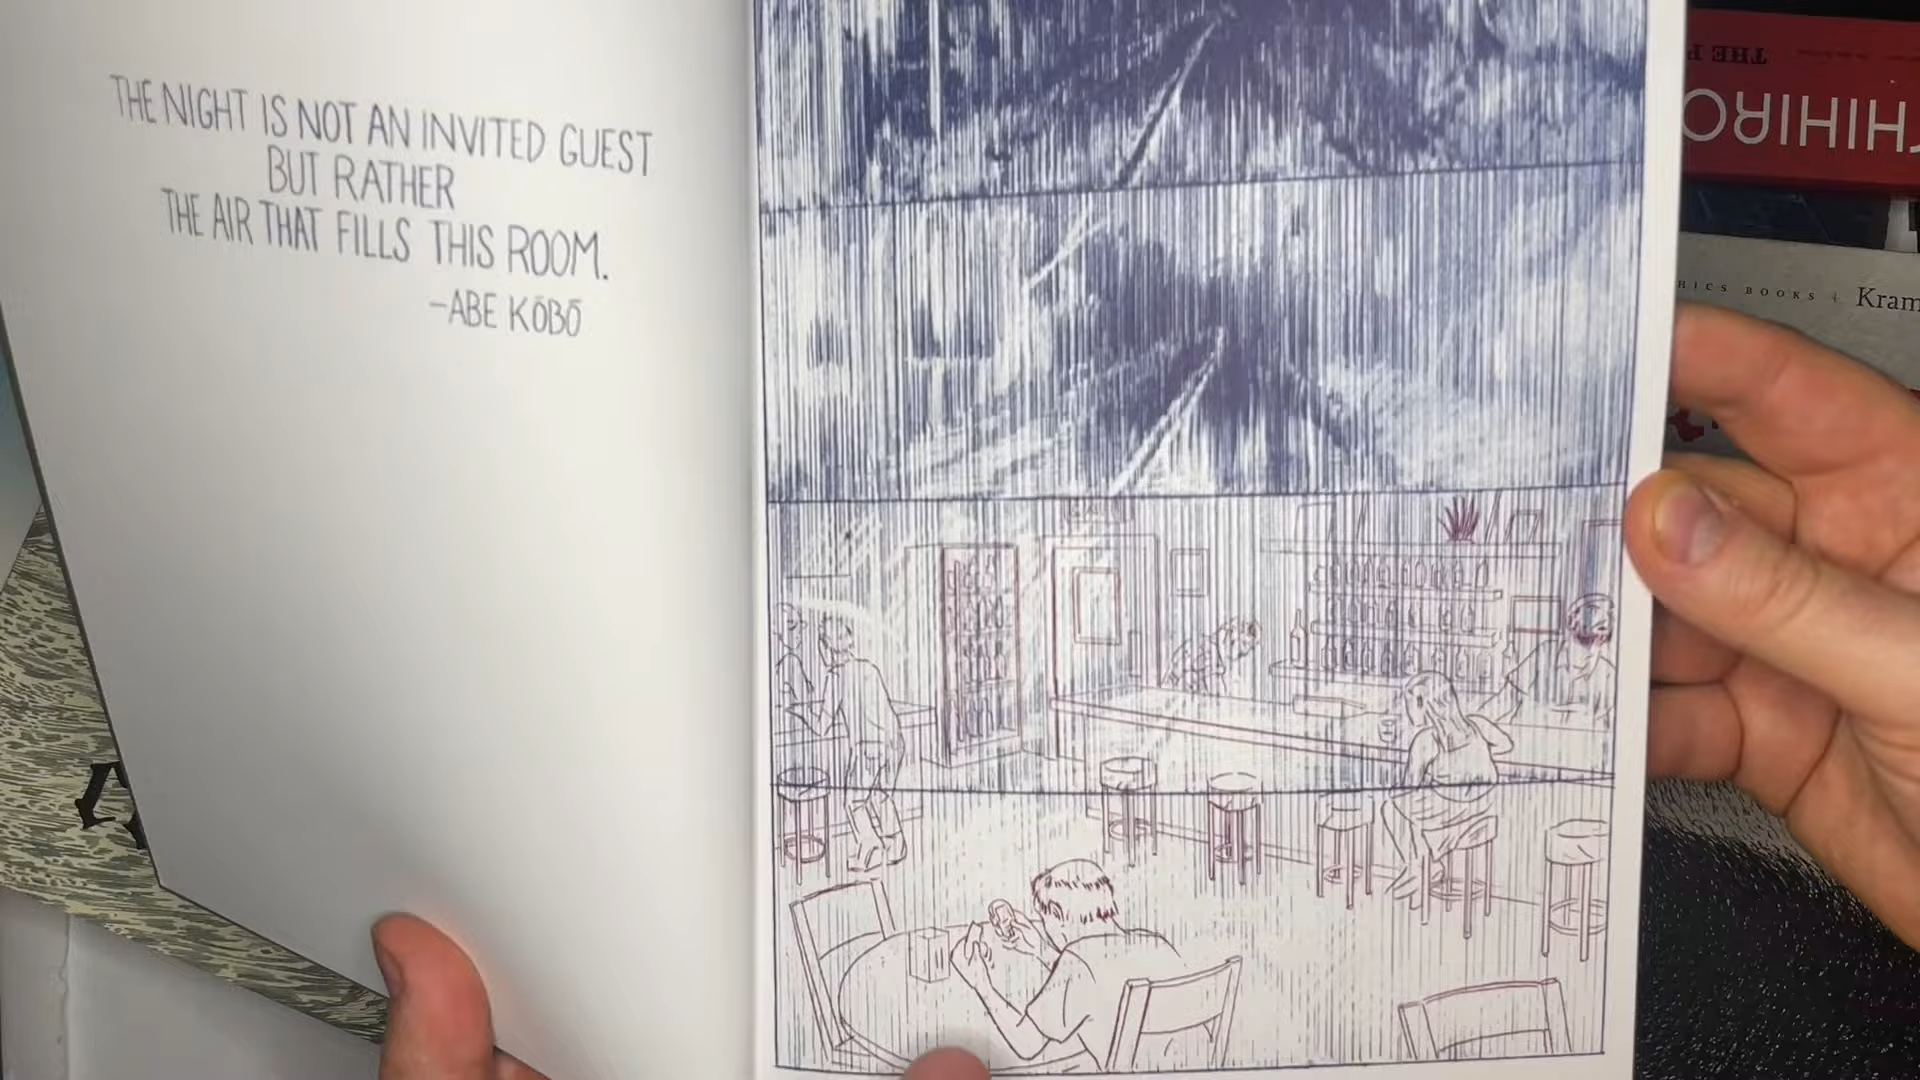 THE NIGHT IS NOT AN INVITED GUEST
BUT RATHER
THE AIR THAT FILLS THIS ROOM.
–ABE KŌBŌ
THE P
HIHIRO
HICS BOOKS
Kram